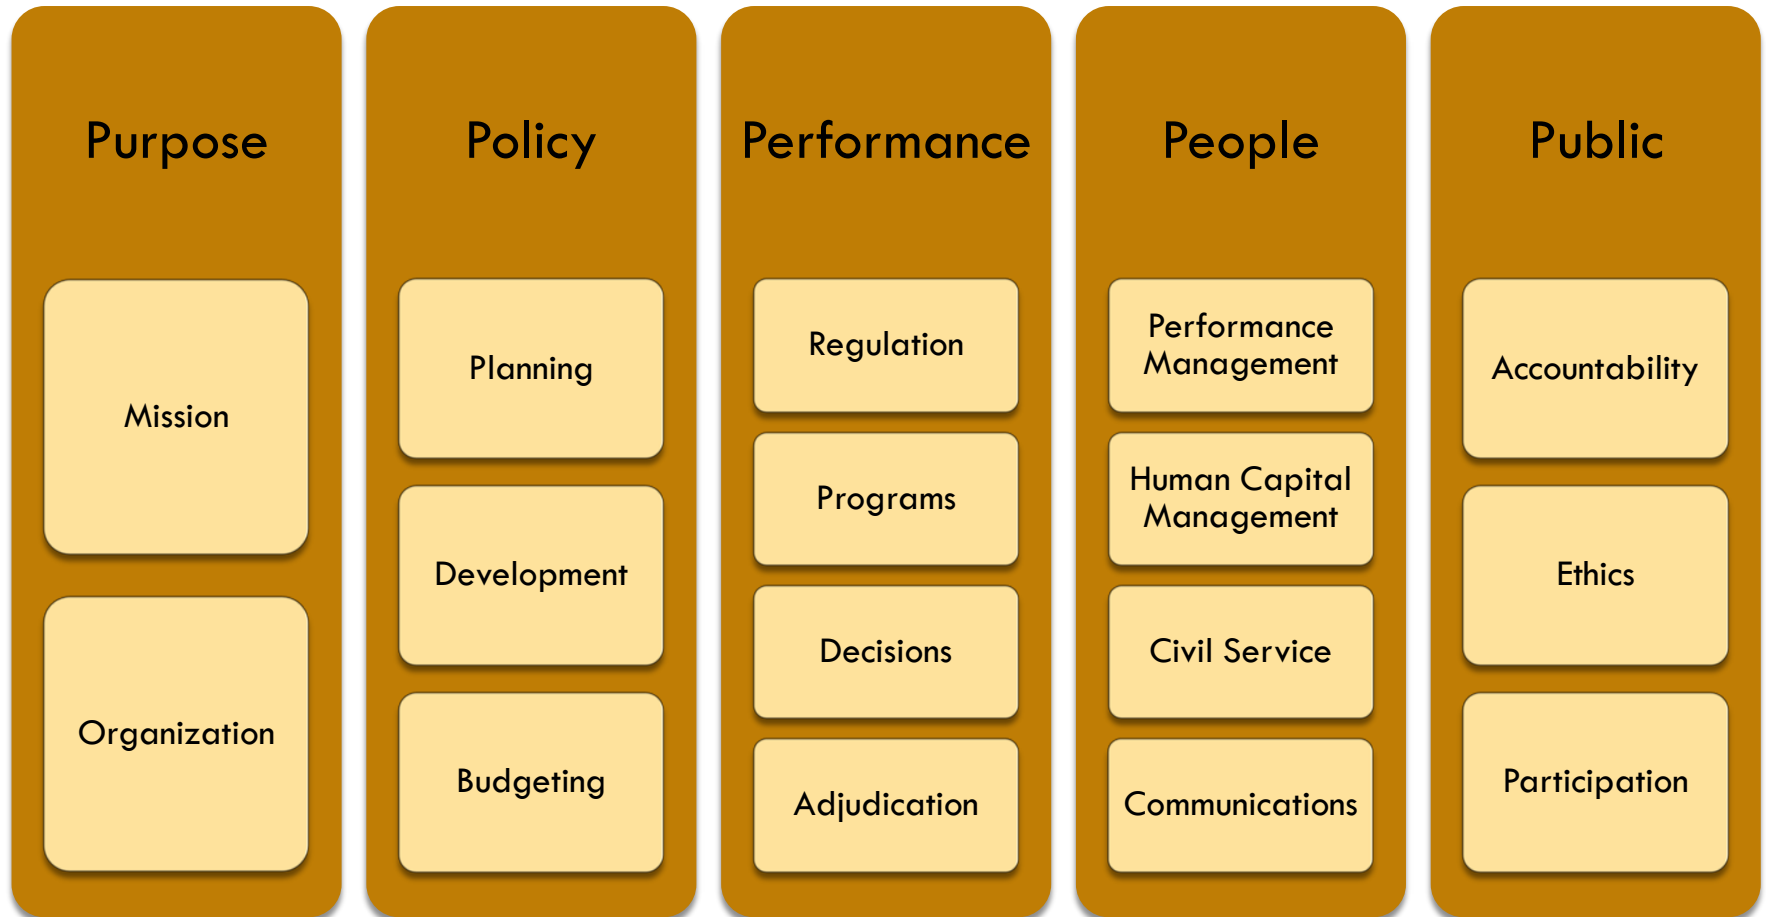 Purpose
Mission
Organization
Policy
Planning
Development
Budgeting
Performance
Regulation
Programs
Decisions
Adjudication
People
Performance
Management
Human Capital
Management
Civil Service
Communications
Public
Accountability
Ethics
Participation